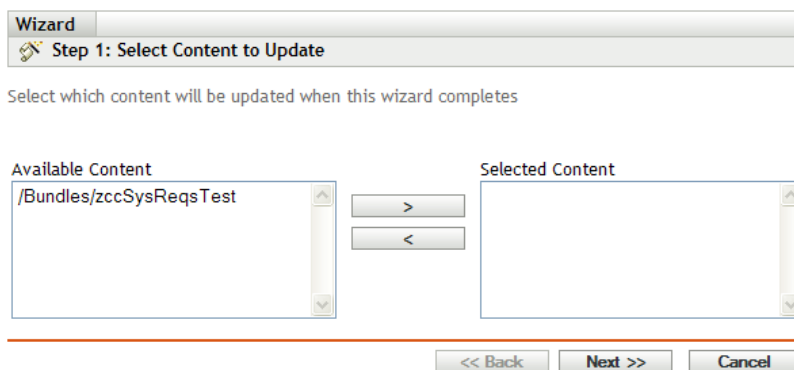 Wizard
Step 1: Select Content to Update
Select which content will be updated when this wizard completes
Available Content
Selected Content
/Bundles/zccSysReqsTest
>
<
<< Back
Next >>
Cancel